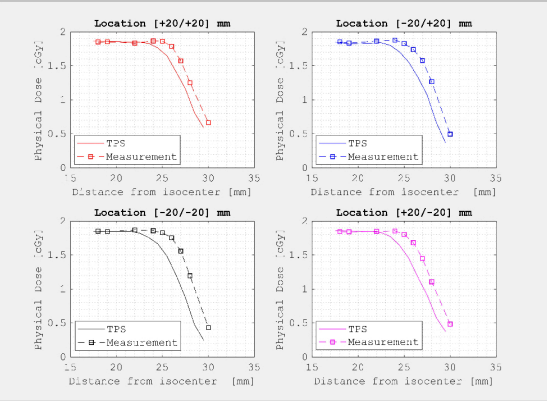 Location [+20/+20] mm
Location [-20/+20] mm
Physical Dose [cGy]
2
1.5
1
0.5
0
TPS
Measurement
15 20 25 30 35
Distance from isocenter [mm]
Physical Dose [cGy]
2
1.5
1
0.5
0
TPS
Measurement
15 20 25 30 35
Distance from isocenter [mm]
Location [-20/-20] mm
Location [+20/-20] mm
Physical Dose [cGy]
2
1.5
1
0.5
0
TPS
Measurement
15 20 25 30 35
Distance from isocenter [mm]
Physical Dose [cGy]
2
1.5
1
0.5
0
TPS
Measurement
15 20 25 30 35
Distance from isocenter [mm]